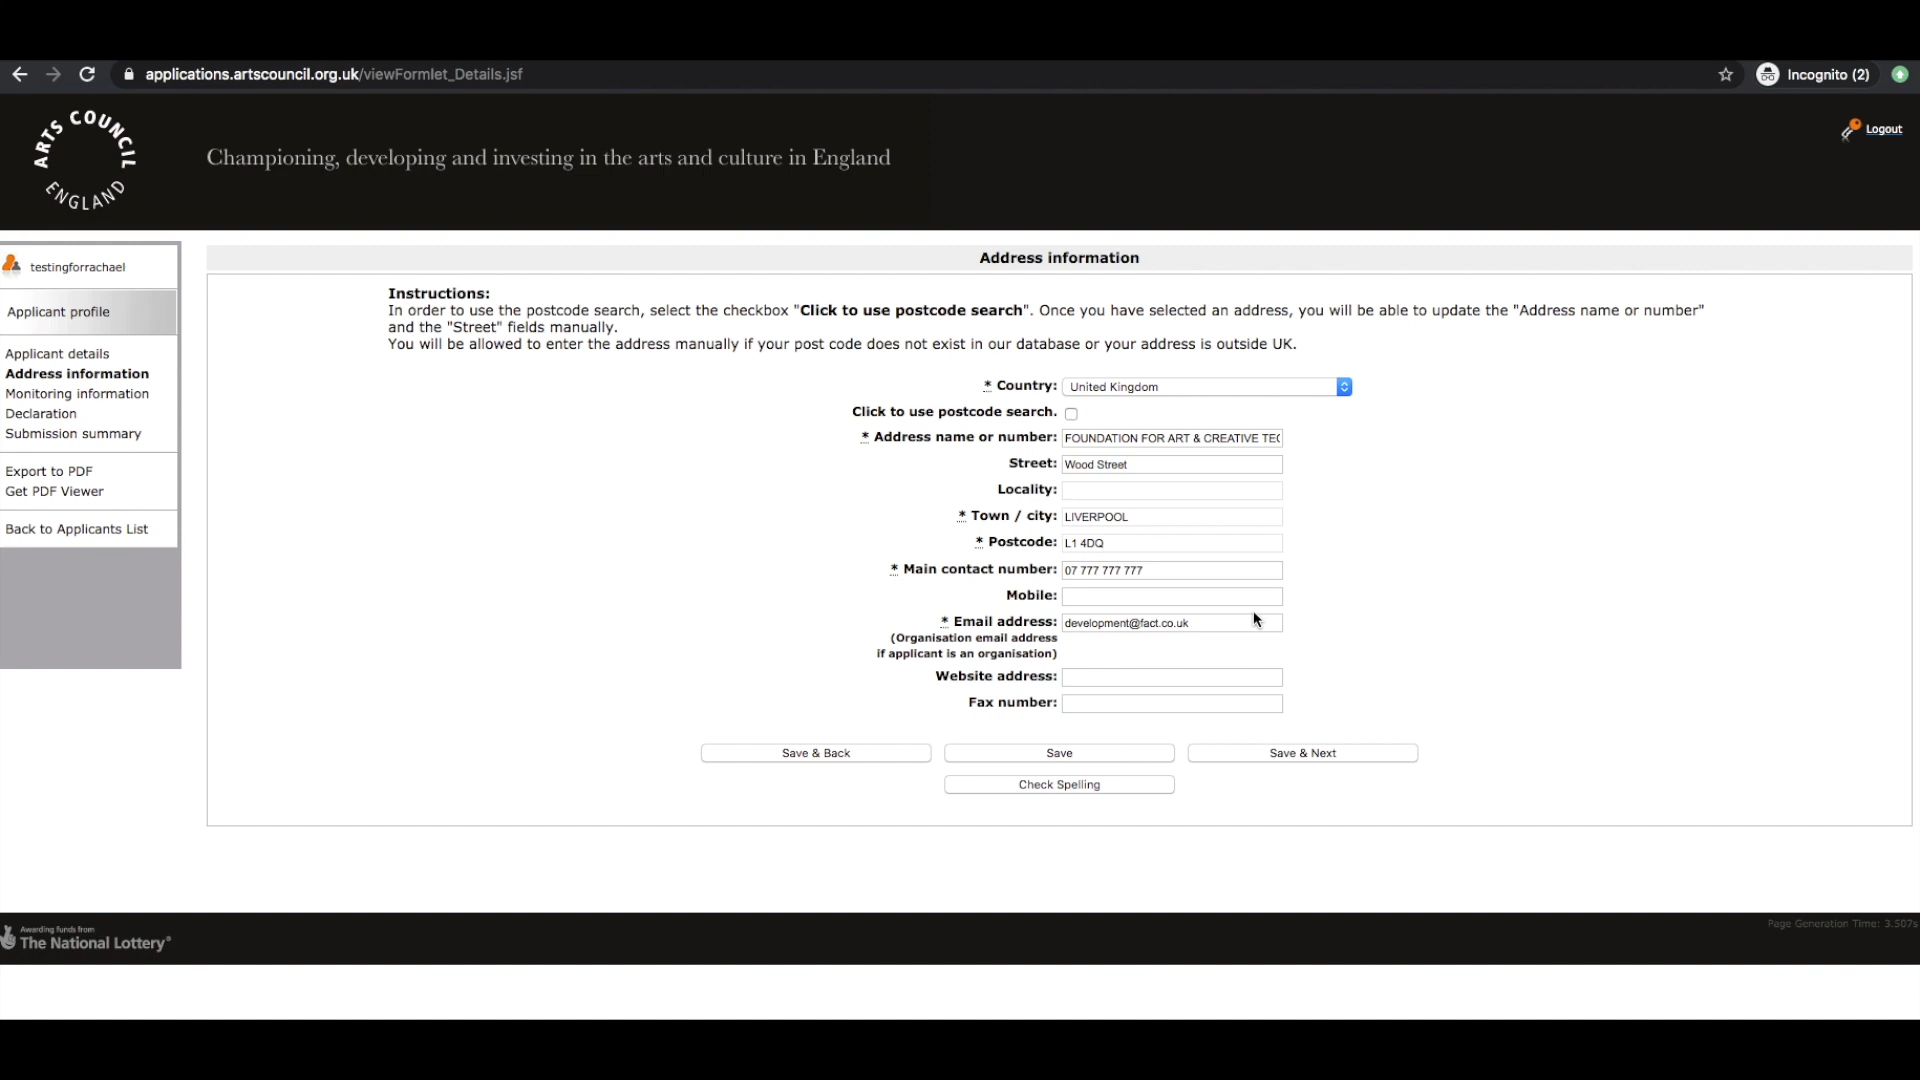 applications.artscouncil.org.uk/viewFormlet_Details.jsf
Incognito (2)
ARTS COUNCIL ENGLAND
Championing, developing and investing in the arts and culture in England
Logout
testingforrachael
Applicant profile
Applicant details
Address information
Monitoring information
Declaration
Submission summary
Export to PDF
Get PDF Viewer
Back to Applicants List
Address information
Instructions:
In order to use the postcode search, select the checkbox "Click to use postcode search". Once you have selected an address, you will be able to update the "Address name or number"
and the "Street" fields manually.
You will be allowed to enter the address manually if your post code does not exist in our database or your address is outside UK.
* Country: United Kingdom
Click to use postcode search.
* Address name or number: FOUNDATION FOR ART & CREATIVE TEC
Street: Wood Street
Locality:
* Town / city: LIVERPOOL
* Postcode: L1 4DQ
* Main contact number: 07 777 777 777
Mobile:
* Email address: development@fact.co.uk
(Organisation email address
if applicant is an organisation)
Website address:
Fax number:
Save & Back Save Save & Next
Check Spelling
Awarding funds from
The National Lottery®
Page Generation Time: 3.507s